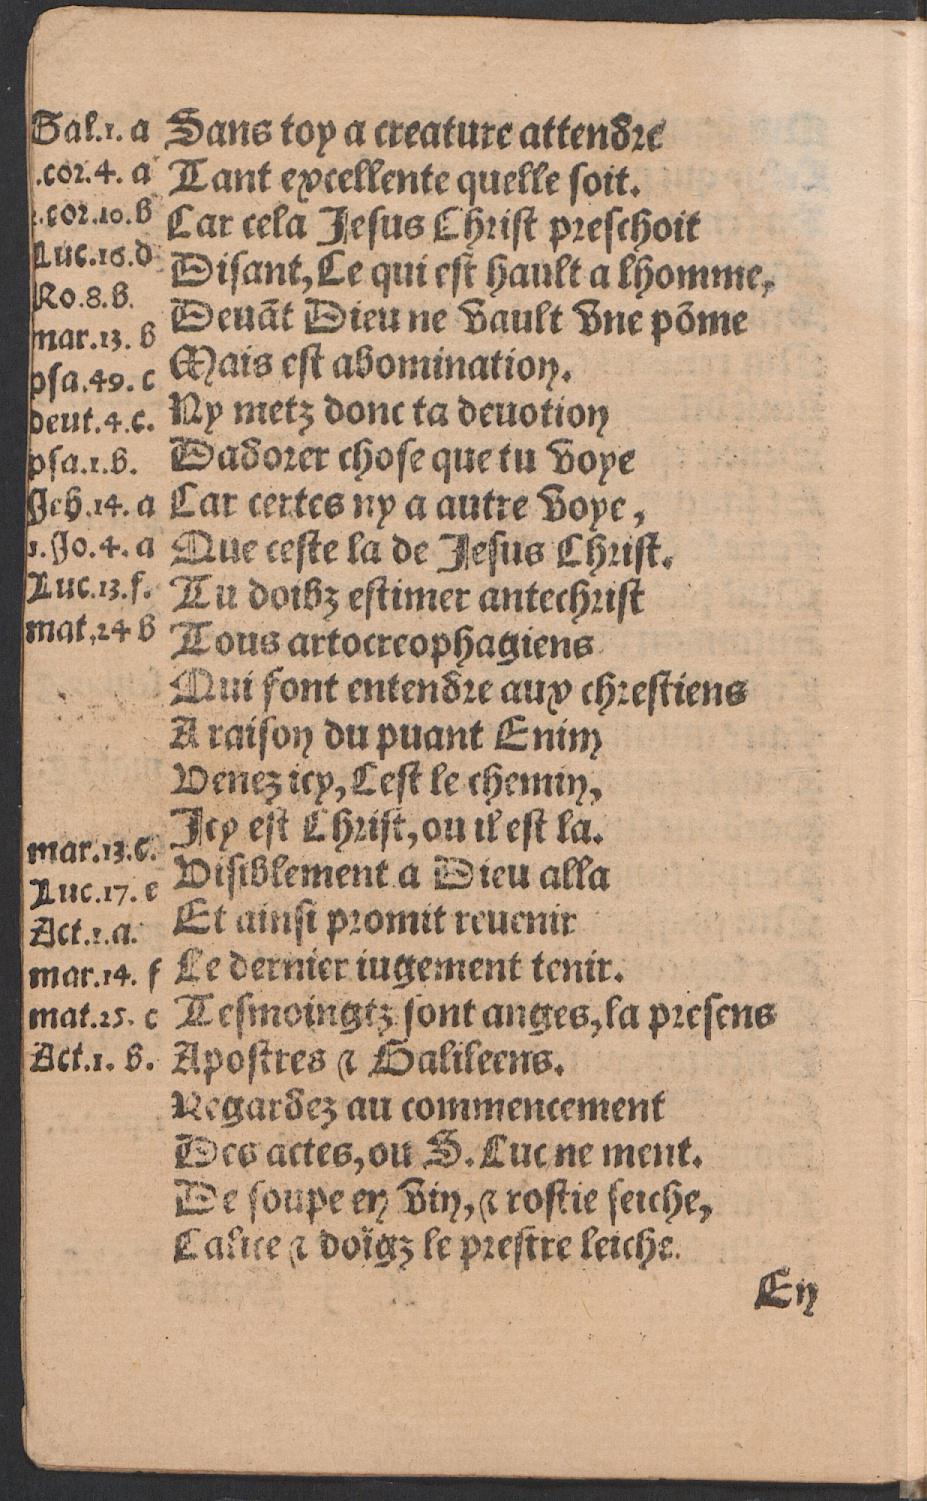 Gal.1. a
.cor.4. a
.cor.10.b
Luc.16.d
Ro.8.b.
mar.13. b
psa.49. c
deut.4.c.
psa.1.b.
Jeh.14. a
1.Jo.4. a
Luc.13.f.
mat.24 b
mar.13.c.
Luc.17. e
Act.1.a.
mar.14. f
mat.25. c
Act.1. b.
Sans toy a creature attendre
Tant excellente quelle soit.
Car cela Jesus Christ preschoit
Disant, Ce qui est hault a lhomme,
Deuãt Dieu ne vault vne põme
Mais est abomination.
Ny metz donc ta deuotion
Dadorer chose que tu voye
Car certes ny a autre voye,
Que ceste la de Jesus Christ.
Tu doibz estimer antechrist
Tous artocreophagiens
Qui font entendre aux chrestiens
A raison du puant Enim
Venez icy, Cest le chemin,
Icy est Christ, ou il est la.
Visiblement a Dieu alla
Et ainsi promit reuenir
Le dernier iugement tenir.
Tesmoingtz sont anges, la presens
Apostres ⁊ Galileens.
Regardez au commencement
Des actes, ou S. Luc ne ment.
De soupe en vin, ⁊ rostie seiche,
Calice ⁊ doĩgz le prestre leiche.
En